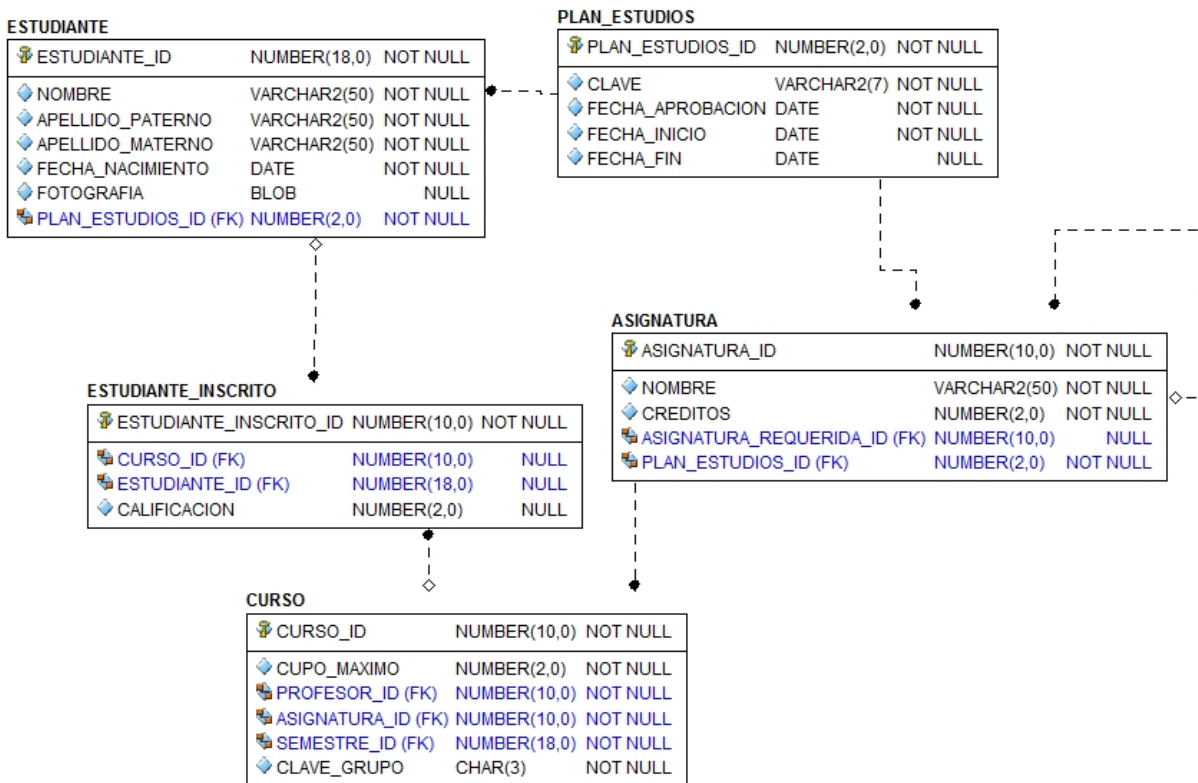 ESTUDIANTE
ESTUDIANTE_ID NUMBER(18,0) NOT NULL
NOMBRE VARCHAR2(50) NOT NULL
APELLIDO_PATERNO VARCHAR2(50) NOT NULL
APELLIDO_MATERNO VARCHAR2(50) NOT NULL
FECHA_NACIMIENTO DATE NOT NULL
FOTOGRAFIA BLOB NULL
PLAN_ESTUDIOS_ID (FK) NUMBER(2,0) NOT NULL
PLAN_ESTUDIOS
PLAN_ESTUDIOS_ID NUMBER(2,0) NOT NULL
CLAVE VARCHAR2(7) NOT NULL
FECHA_APROBACION DATE NOT NULL
FECHA_INICIO DATE NOT NULL
FECHA_FIN DATE NULL
ASIGNATURA
ASIGNATURA_ID NUMBER(10,0) NOT NULL
NOMBRE VARCHAR2(50) NOT NULL
CREDITOS NUMBER(2,0) NOT NULL
ASIGNATURA_REQUERIDA_ID (FK) NUMBER(10,0) NULL
PLAN_ESTUDIOS_ID (FK) NUMBER(2,0) NOT NULL
ESTUDIANTE_INSCRITO
ESTUDIANTE_INSCRITO_ID NUMBER(10,0) NOT NULL
CURSO_ID (FK) NUMBER(10,0) NULL
ESTUDIANTE_ID (FK) NUMBER(18,0) NULL
CALIFICACION NUMBER(2,0) NULL
CURSO
CURSO_ID NUMBER(10,0) NOT NULL
CUPO_MAXIMO NUMBER(2,0) NOT NULL
PROFESOR_ID (FK) NUMBER(10,0) NOT NULL
ASIGNATURA_ID (FK) NUMBER(10,0) NOT NULL
SEMESTRE_ID (FK) NUMBER(18,0) NOT NULL
CLAVE_GRUPO CHAR(3) NOT NULL